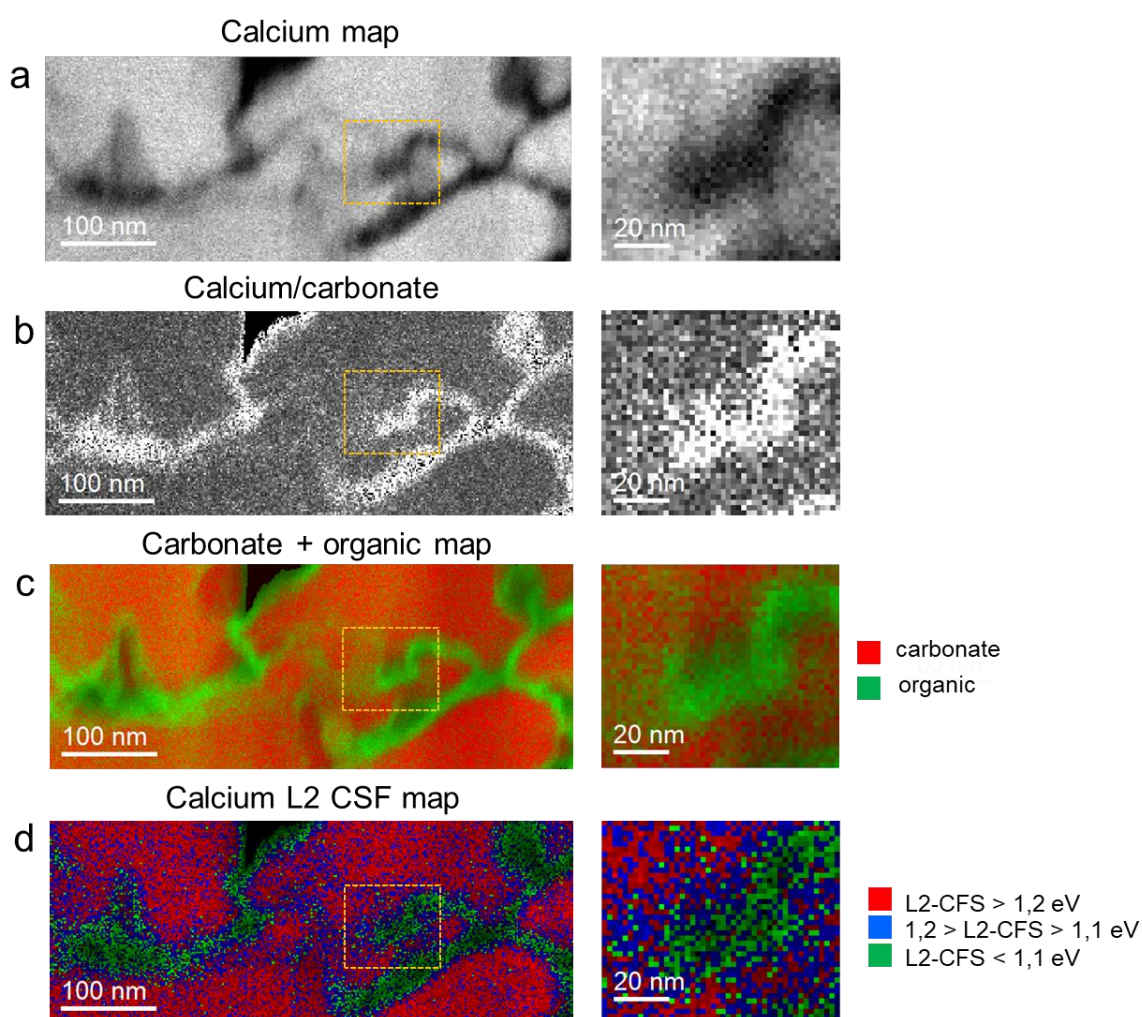 Calcium map
a
100 nm
20 nm
Calcium/carbonate
b
100 nm
20 nm
Carbonate + organic map
c
100 nm
20 nm
carbonate
organic
Calcium L2 CSF map
d
100 nm
20 nm
L2-CFS > 1,2 eV
1,2 > L2-CFS > 1,1 eV
L2-CFS < 1,1 eV